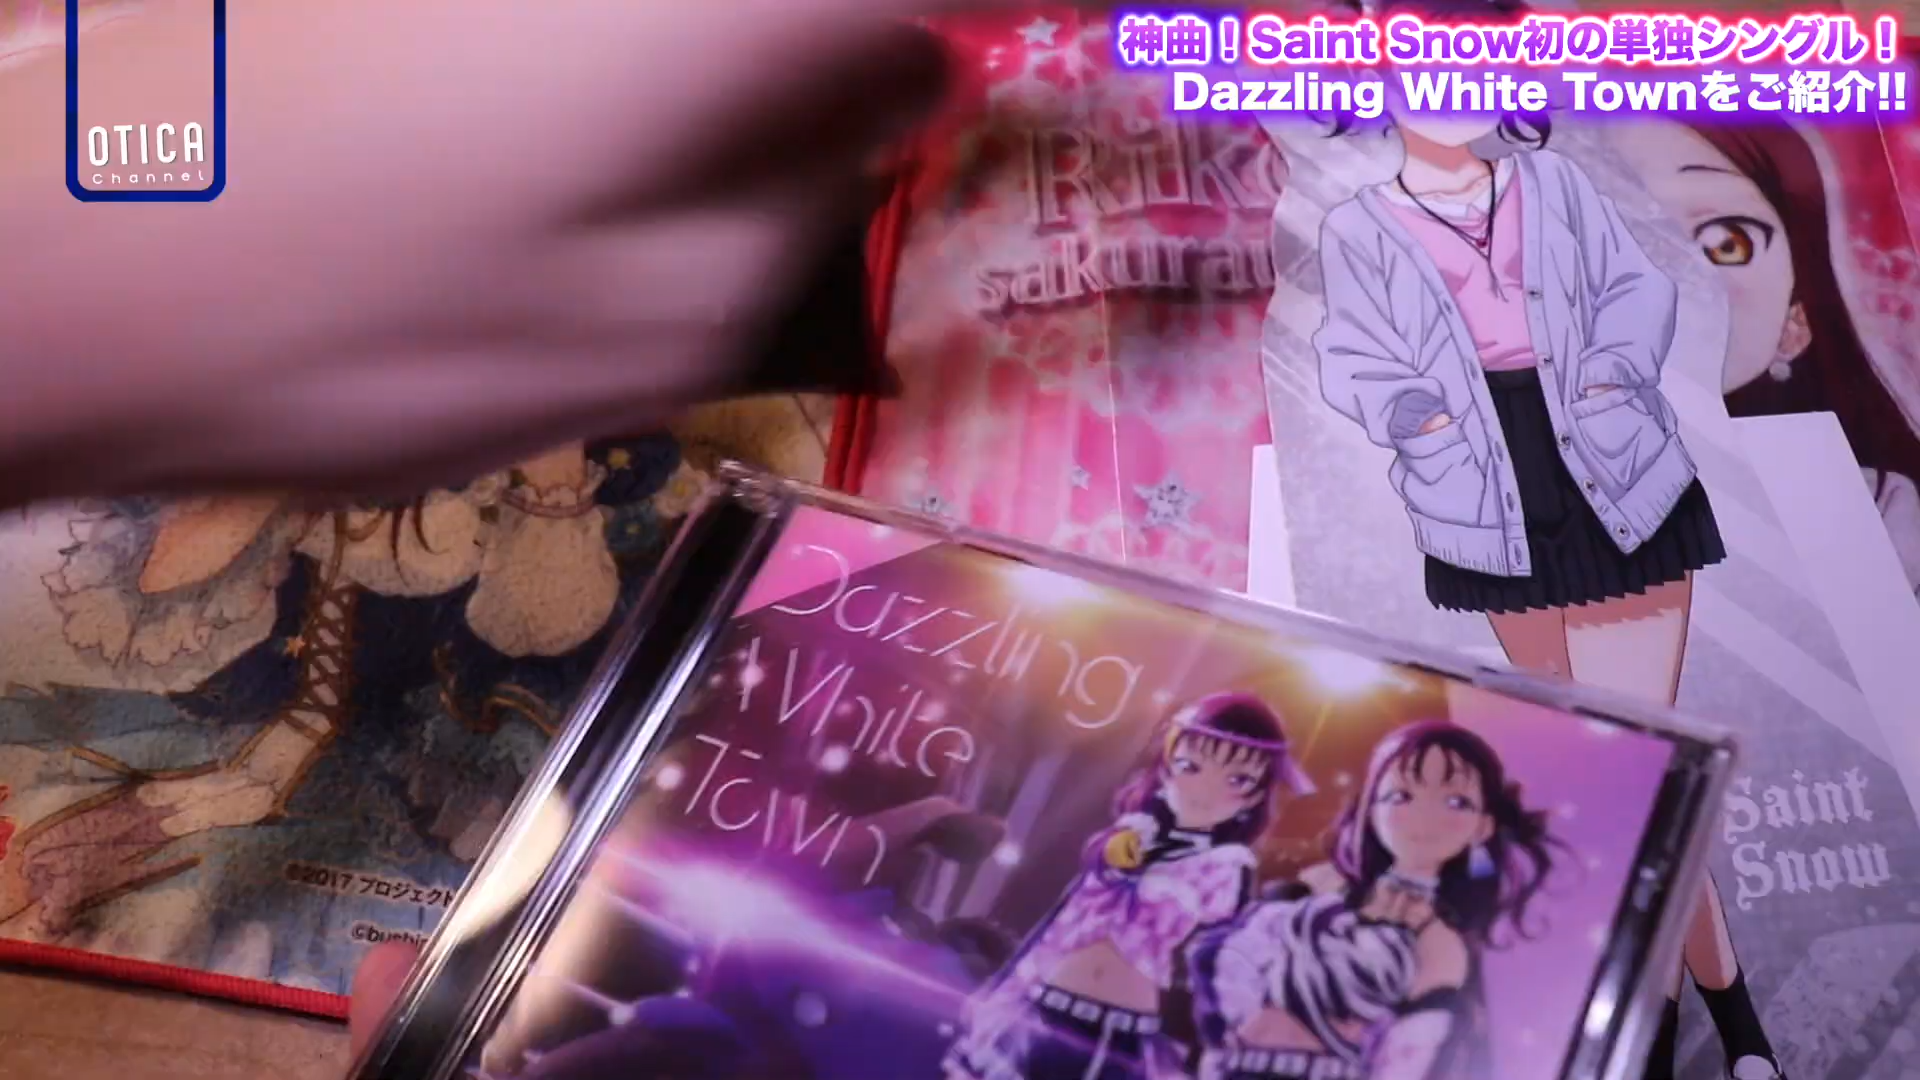 OTICA
Channel
神曲！Saint Snow初の単独シングル！
Dazzling White Townをご紹介!!
Riko
sakurau
Dazzling
White
Town
Saint
Snow
©2017 プロジェクト